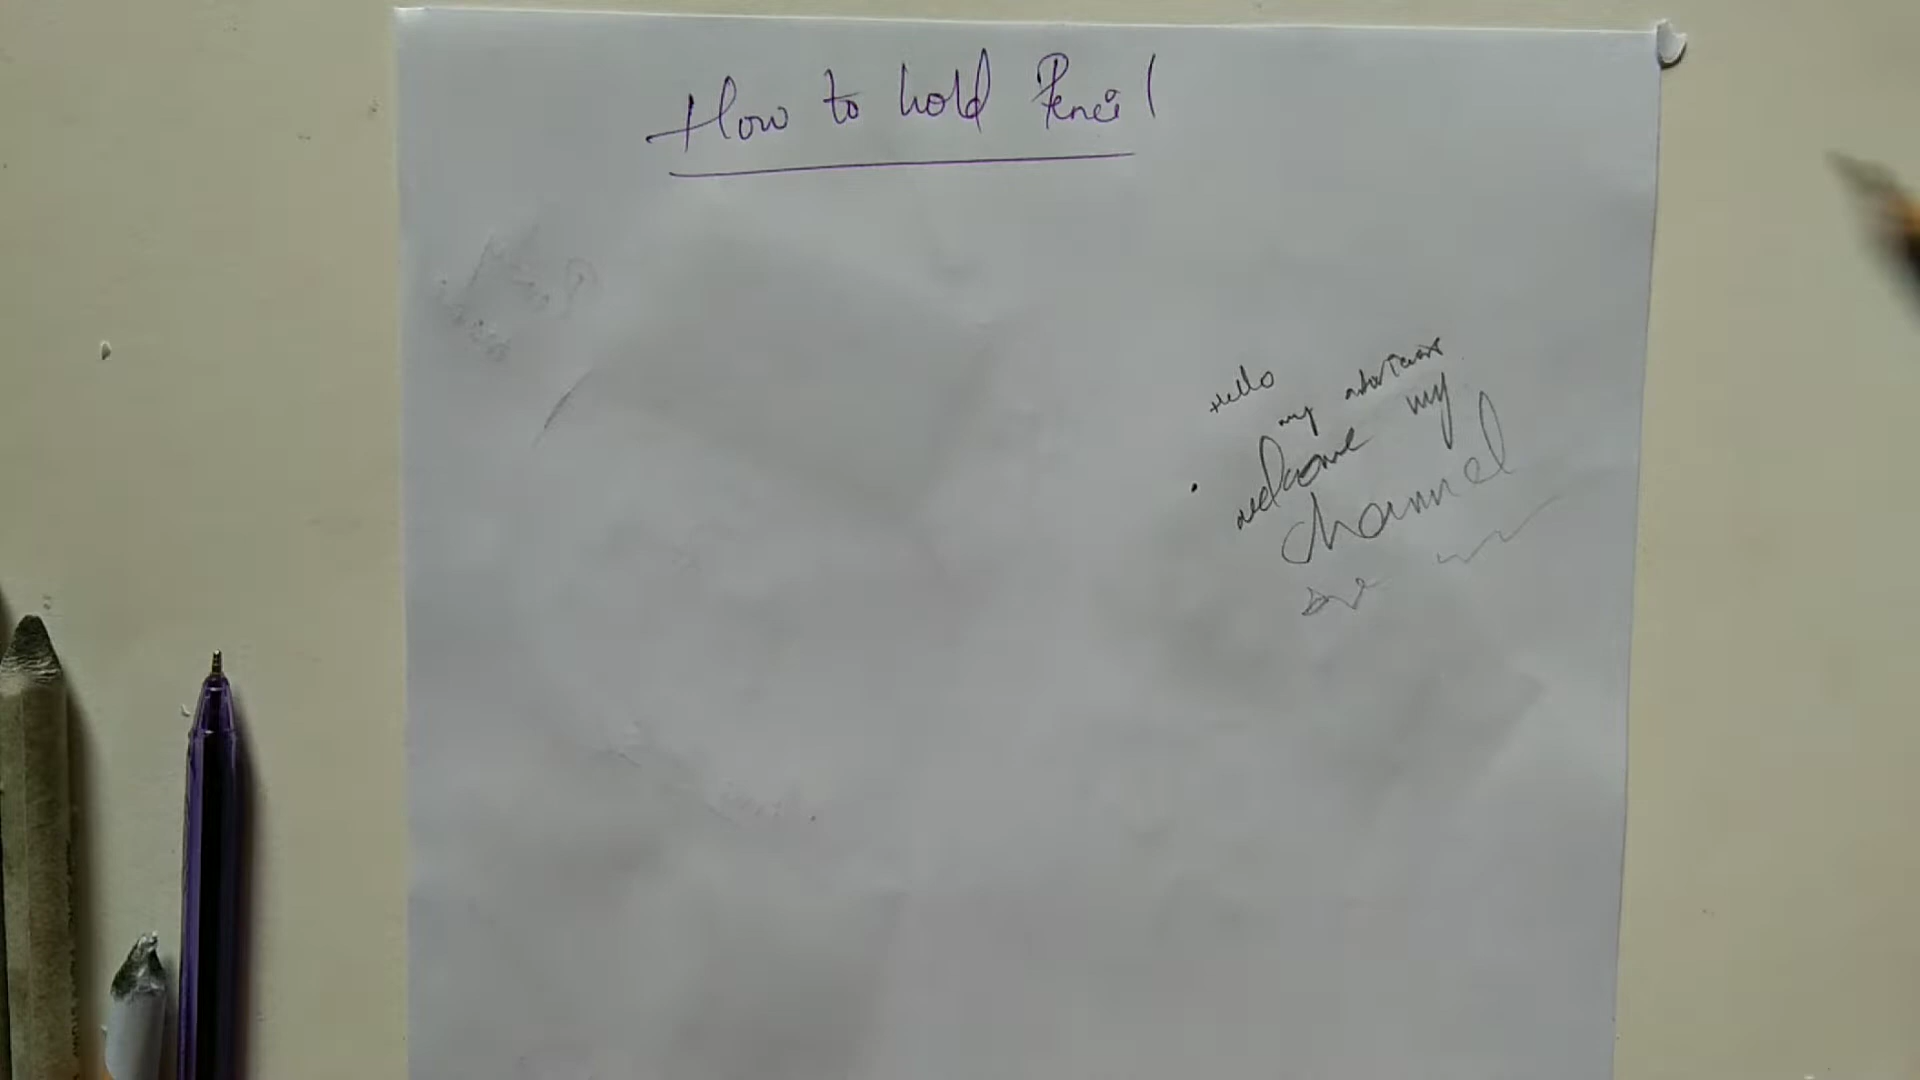 How to hold Pencil
Hello
my
welcome my
channel